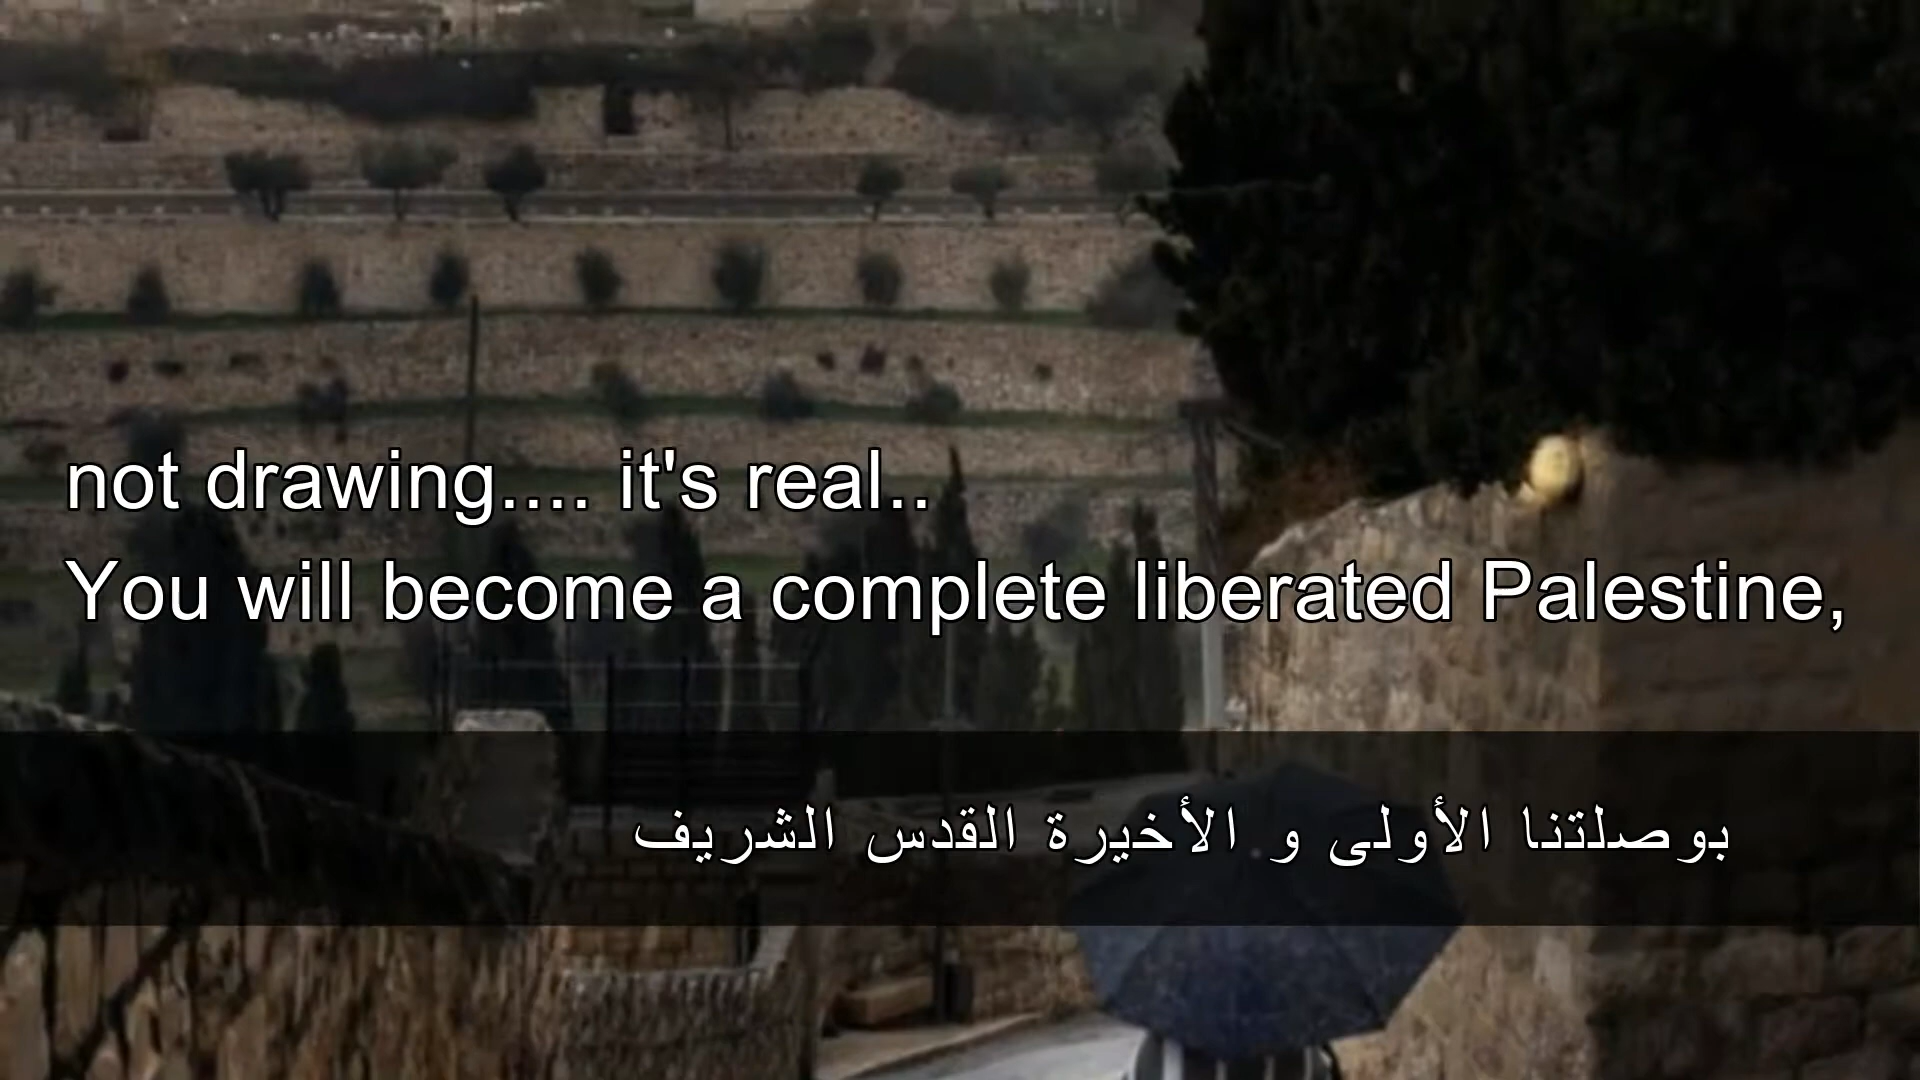 not drawing.... it's real..
You will become a complete liberated Palestine,
بوصلتنا الأولى و الأخيرة القدس الشريف